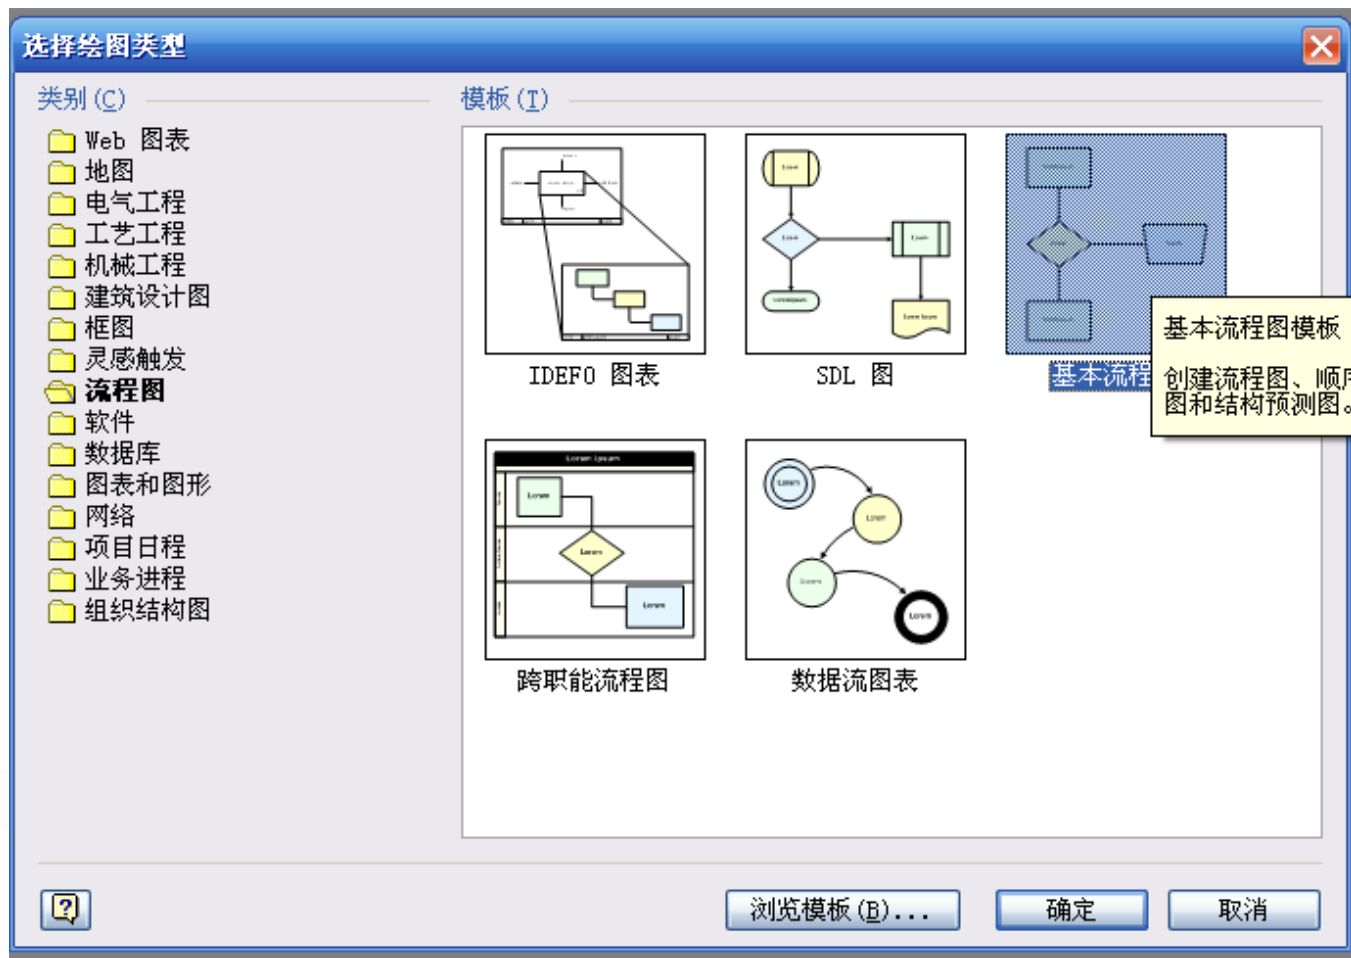 选择绘图类型
类别(C)
模板(T)
Web 图表
地图
电气工程
工艺工程
机械工程
建筑设计图
框图
灵感触发
流程图
软件
数据库
图表和图形
网络
项目日程
业务进程
组织结构图
IDEF0 图表
SDL 图
基本流程
基本流程图模板
创建流程图、顺序
图和结构预测图。
Lorem Ipsum
跨职能流程图
数据流图表
浏览模板(B)...
确定
取消